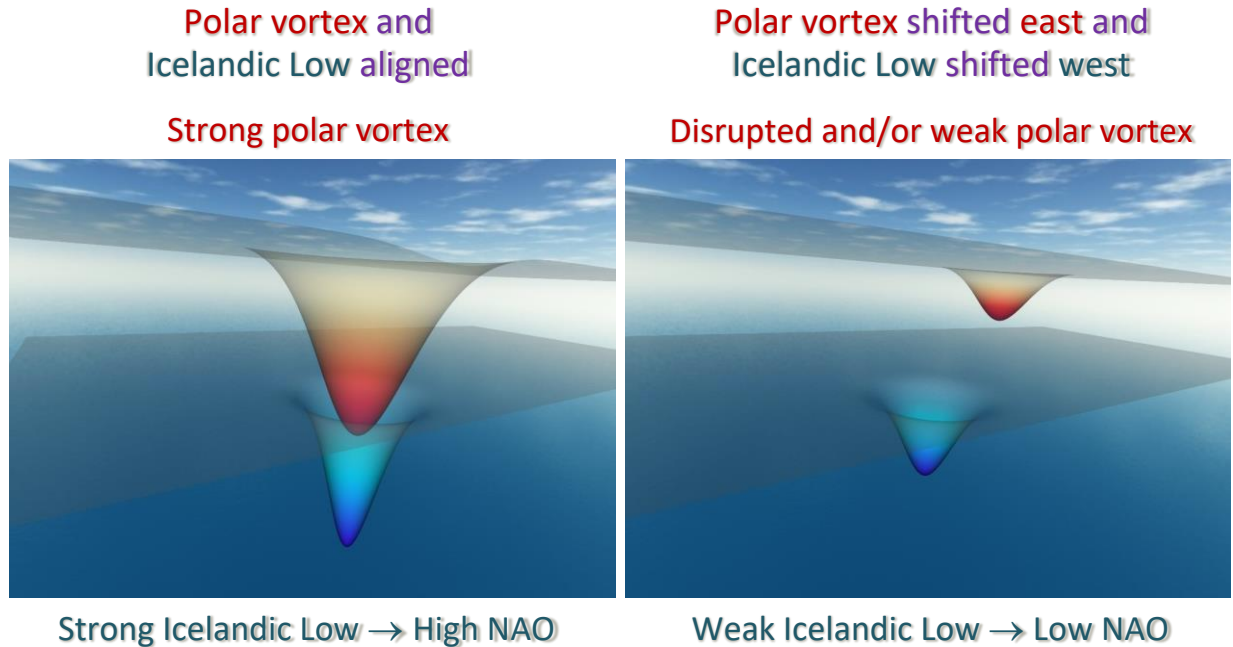 Polar vortex and
Icelandic Low aligned
Strong polar vortex
Strong Icelandic Low → High NAO
Polar vortex shifted east and
Icelandic Low shifted west
Disrupted and/or weak polar vortex
Weak Icelandic Low → Low NAO